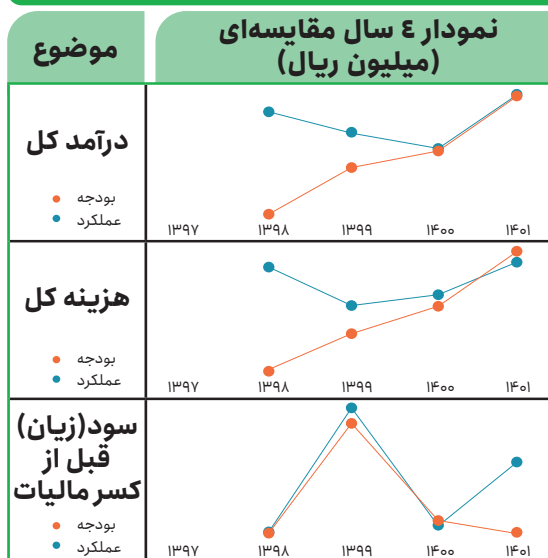 موضوع
نمودار ٤ سال مقایسه‌ای
(میلیون ریال)
درآمد کل
بودجه
عملکرد
۱۳۹۷ ۱۳۹۸ ۱۳۹۹ ۱۴۰۰ ۱۴۰۱
هزینه کل
بودجه
عملکرد
۱۳۹۷ ۱۳۹۸ ۱۳۹۹ ۱۴۰۰ ۱۴۰۱
سود(زیان)
قبل از
کسر مالیات
بودجه
عملکرد
۱۳۹۷ ۱۳۹۸ ۱۳۹۹ ۱۴۰۰ ۱۴۰۱